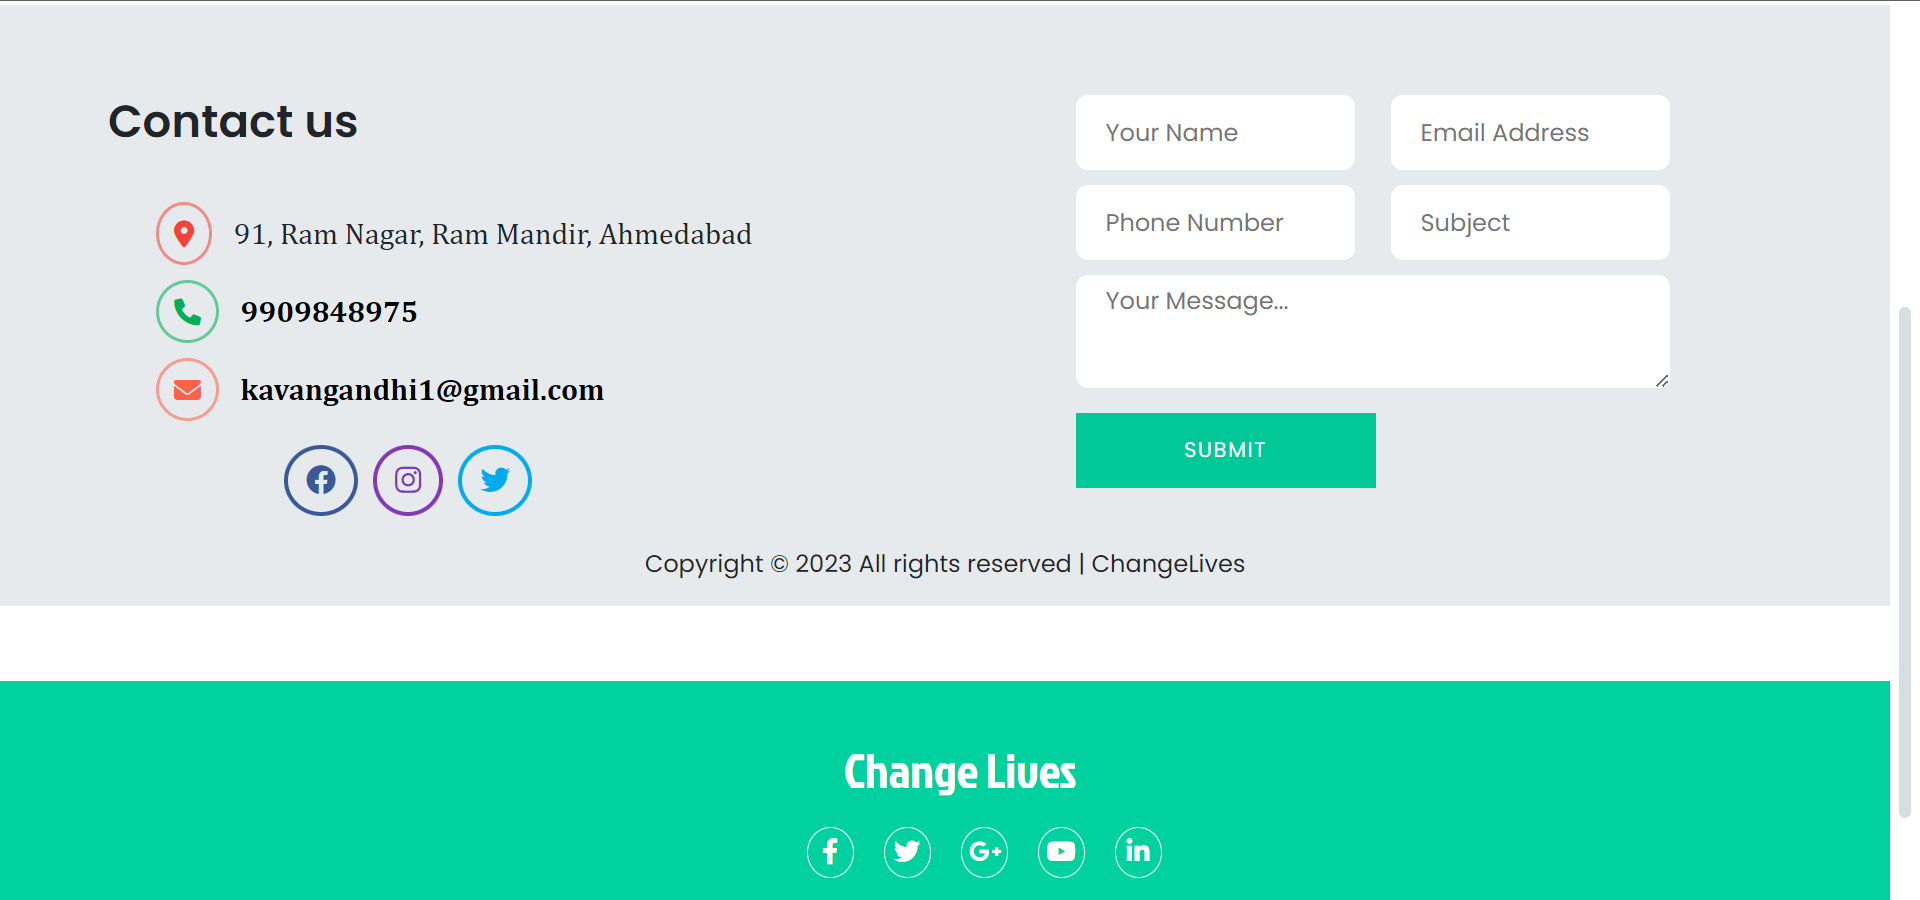 Contact us
91, Ram Nagar, Ram Mandir, Ahmedabad
9909848975
kavangandhi1@gmail.com
Your Name
Email Address
Phone Number
Subject
Your Message...
SUBMIT
Copyright © 2023 All rights reserved | ChangeLives
Change Lives